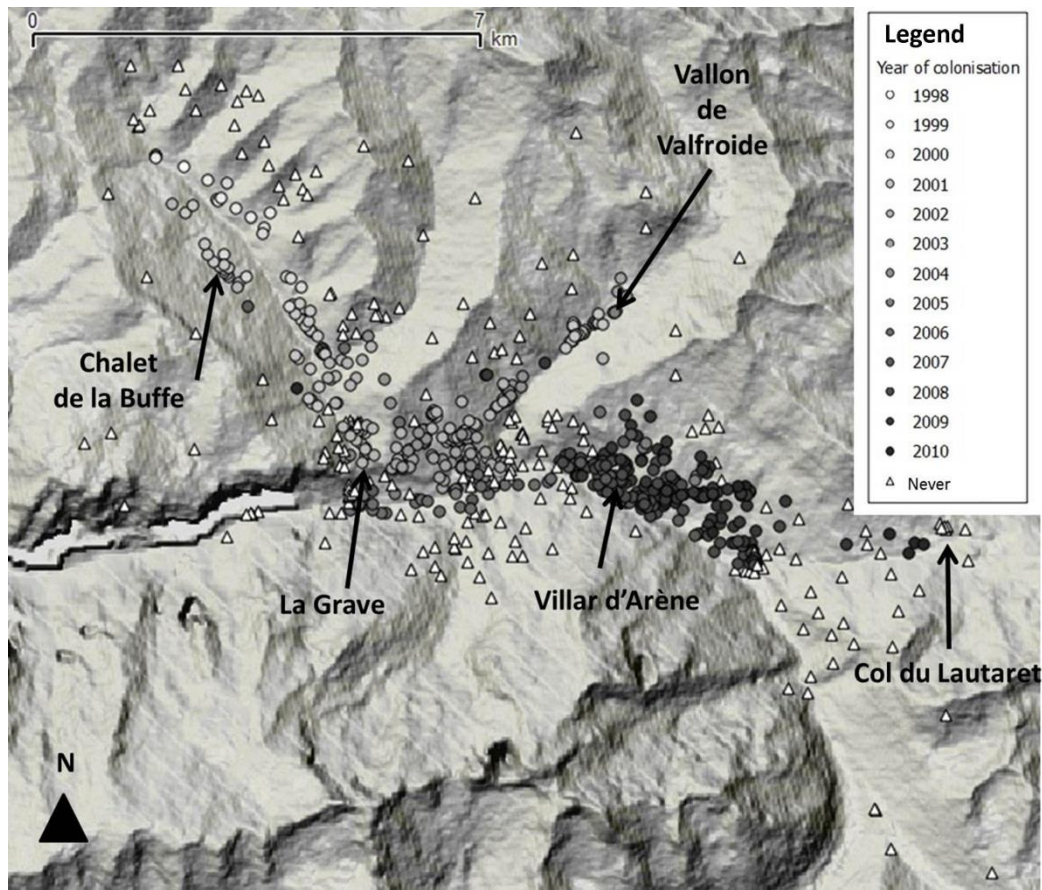 0
7
km
Legend
Year of colonisation
1998
1999
2000
2001
2002
2003
2004
2005
2006
2007
2008
2009
2010
Never
Vallon
de
Valfroide
Chalet
de la Buffe
La Grave
Villar d'Arène
Col du Lautaret
N